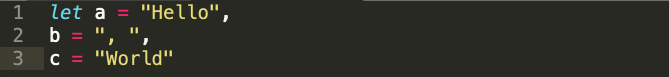 1 let a = "Hello",
2 b = ", ",
3 c = "World"